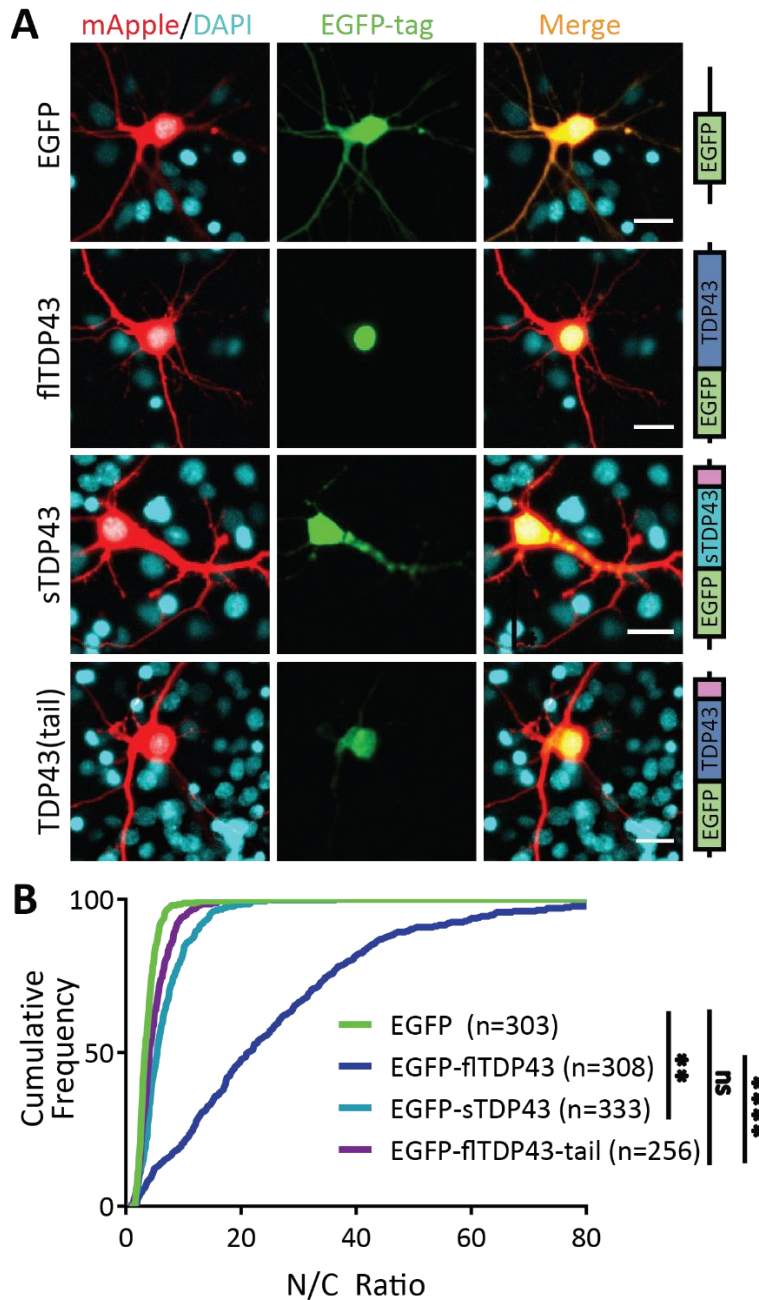 A
mApple/DAPI
EGFP-tag
Merge
EGFP
EGFP
flTDP43
TDP43
EGFP
sTDP43
sTDP43
EGFP
TDP43(tail)
TDP43
EGFP
B
100
50
0
Cumulative
Frequency
EGFP (n=303)
EGFP-flTDP43 (n=308)
EGFP-sTDP43 (n=333)
EGFP-flTDP43-tail (n=256)
**
ns
****
0 20 40 60 80
N/C Ratio